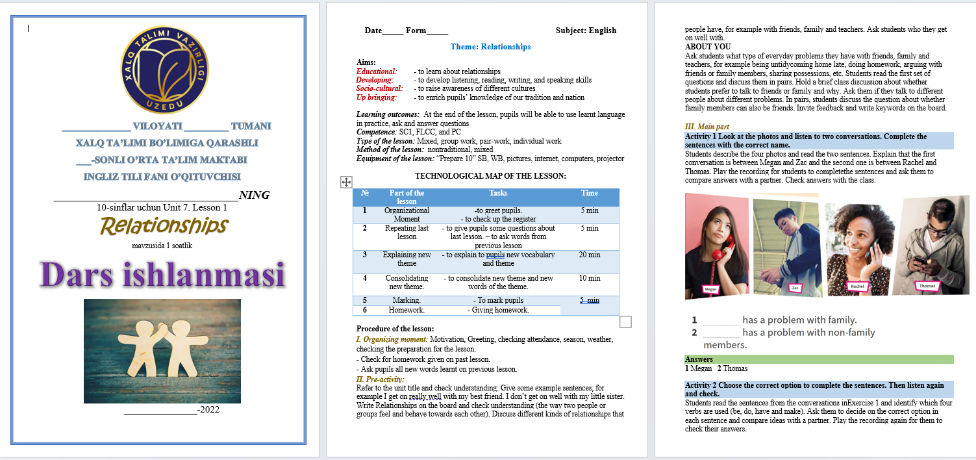 XALQ TALIMI VAZIRLIGI
UZEDU
__________ VILOYATI ________ TUMANI
XALQ TA'LIMI BO'LIMIGA QARASHLI
___-SONLI O'RTA TA'LIM MAKTABI
INGLIZ TILI FANI O'QITUVCHISI
____________________________NING
10-sinflar uchun Unit 7. Lesson 1
Relationships
mavzusida 1 soatlik
Dars ishlanmasi
_______________-2022
Date_____ Form_____ Subject: English
Theme: Relationships
Aims:
Educational: - to learn about relationships
Developing: - to develop listening, reading, writing, and speaking skills
Socio-cultural: - to raise awareness of different cultures
Up bringing: - to enrich pupils' knowledge of our tradition and nation
Learning outcomes: At the end of the lesson, pupils will be able to use learnt language
in practice, ask and answer questions
Competence: SC1, FLCC, and PC
Type of the lesson: Mixed, group work, pair-work, individual work
Method of the lesson: nontraditional, mixed
Equipment of the lesson: "Prepare 10" SB, WB, pictures, internet, computers, projector
TECHNOLOGICAL MAP OF THE LESSON:
№ Part of the Tasks Time
lesson
1 Organizational -to greet pupils. 5 min
Moment - to check up the register
2 Repeating last - to give pupils some questions about 5 min
lesson last lesson. – to ask words from
previous lesson
3 Explaining new - to explain to pupils new vocabulary 20 min
theme and theme
4 Consolidating - to consolidate new theme and new 10 min
new theme. words of the theme.
5 Marking. - To mark pupils 5 min
6 Homework. - Giving homework.
Procedure of the lesson:
I. Organizing moment: Motivation, Greeting, checking attendance, season, weather,
checking the preparation for the lesson.
- Check for homework given on past lesson.
- Ask pupils all new words learnt on previous lesson.
II. Pre-activity:
Refer to the unit title and check understanding. Give some example sentences, for
example I get on really well with my best friend. I don't get on well with my little sister.
Write Relationships on the board and check understanding (the way two people or
groups feel and behave towards each other). Discuss different kinds of relationships that
people have, for example with friends, family and teachers. Ask students who they get
on well with.
ABOUT YOU
Ask students what type of everyday problems they have with friends, family and
teachers, for example being untidycoming home late, doing homework, arguing with
friends or family members, sharing possessions, etc. Students read the first set of
questions and discuss them in pairs. Hold a brief class discussion about whether
students prefer to talk to friends or family and why. Ask them if they talk to different
people about different problems. In pairs, students discuss the question about whether
family members can also be friends. Invite feedback and write keywords on the board.
III. Main part
Activity 1 Look at the photos and listen to two conversations. Complete the
sentences with the correct name.
Students describe the four photos and read the two sentences. Explain that the first
conversation is between Megan and Zac and the second one is between Rachel and
Thomas. Play the recording for students to completethe sentences and ask them to
compare answers with a partner. Check answers with the class.
Megan Zac Rachel Thomas
1 ______ has a problem with family.
2 ______ has a problem with non-family
members.
Answers
1 Megan 2 Thomas
Activity 2 Choose the correct option to complete the sentences. Then listen again
and check.
Students read the sentences from the conversations inExercise 1 and identify which four
verbs are used (be, do, have and make). Ask them to decide on the correct option in
each sentence and compare ideas with a partner. Play the recording again for them to
check their answers.